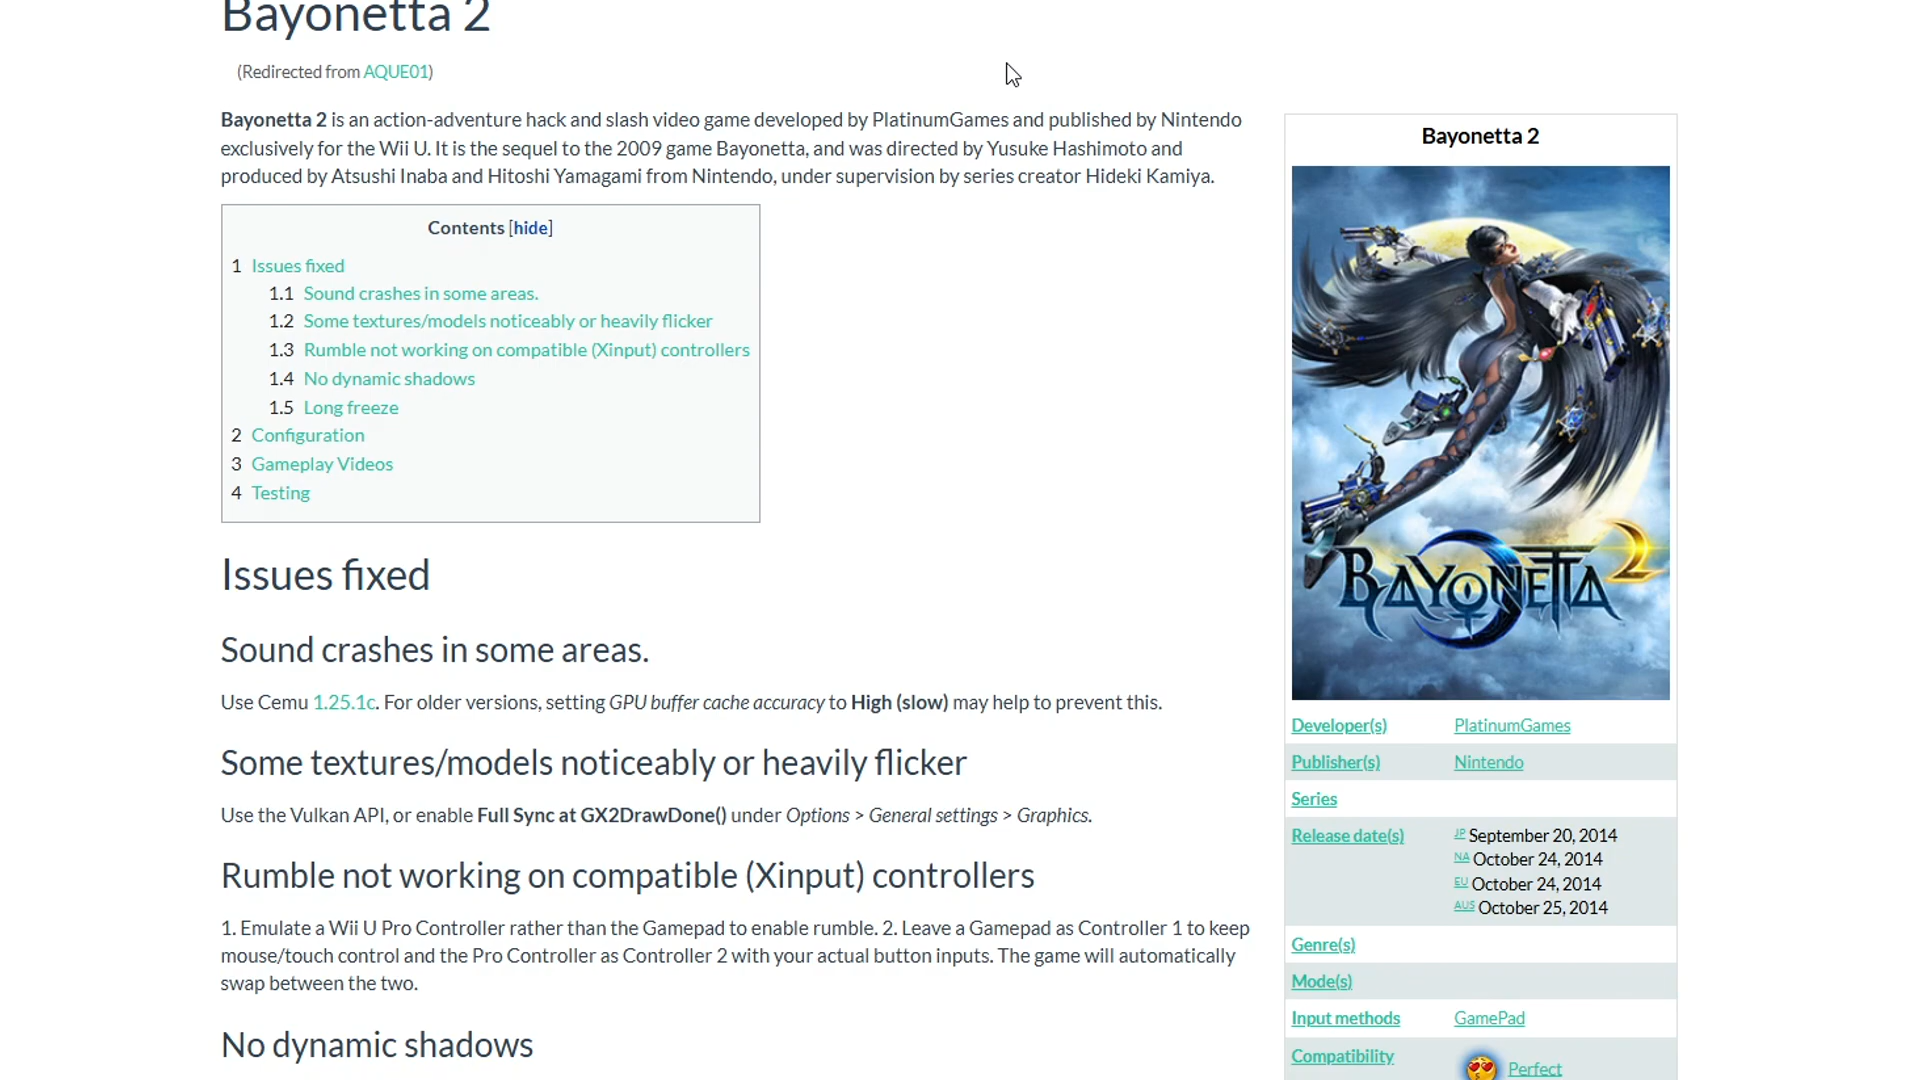 Bayonetta 2
(Redirected from AQUE01)
Bayonetta 2 is an action-adventure hack and slash video game developed by PlatinumGames and published by Nintendo
exclusively for the Wii U. It is the sequel to the 2009 game Bayonetta, and was directed by Yusuke Hashimoto and
produced by Atsushi Inaba and Hitoshi Yamagami from Nintendo, under supervision by series creator Hideki Kamiya.
Contents [hide]
1 Issues fixed
1.1 Sound crashes in some areas.
1.2 Some textures/models noticeably or heavily flicker
1.3 Rumble not working on compatible (Xinput) controllers
1.4 No dynamic shadows
1.5 Long freeze
2 Configuration
3 Gameplay Videos
4 Testing
Issues fixed
Sound crashes in some areas.
Use Cemu 1.25.1c. For older versions, setting GPU buffer cache accuracy to High (slow) may help to prevent this.
Some textures/models noticeably or heavily flicker
Use the Vulkan API, or enable Full Sync at GX2DrawDone() under Options > General settings > Graphics.
Rumble not working on compatible (Xinput) controllers
1. Emulate a Wii U Pro Controller rather than the Gamepad to enable rumble. 2. Leave a Gamepad as Controller 1 to keep
mouse/touch control and the Pro Controller as Controller 2 with your actual button inputs. The game will automatically
swap between the two.
No dynamic shadows
Bayonetta 2
BAYONETTA 2
Developer(s) PlatinumGames
Publisher(s) Nintendo
Series
Release date(s) JP September 20, 2014
NA October 24, 2014
EU October 24, 2014
AUS October 25, 2014
Genre(s)
Mode(s)
Input methods GamePad
Compatibility Perfect